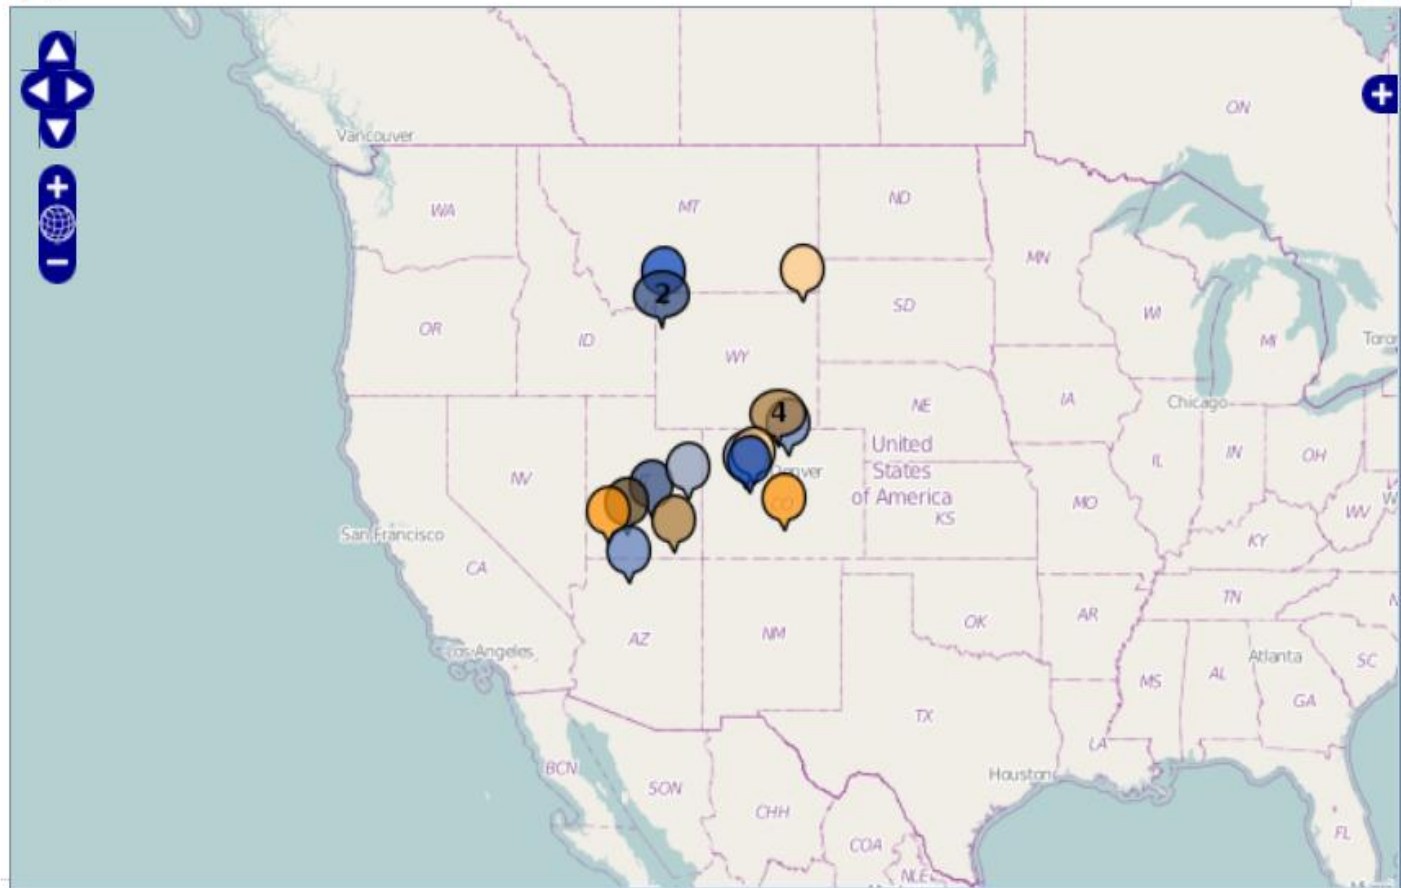 ON
Vancouver
WA
MT
ND
MN
OR
ID
2
SD
WI
MI
WY
4
NE
IA
Chicago
NV
United
States
of America
IL
IN
OH
CO
KS
MO
WV
San Francisco
CA
KY
AZ
NM
OK
AR
TN
Los Angeles
Atlanta
SC
MS
AL
GA
TX
LA
Houston
BCN
SON
CHH
COA
FL
NLE